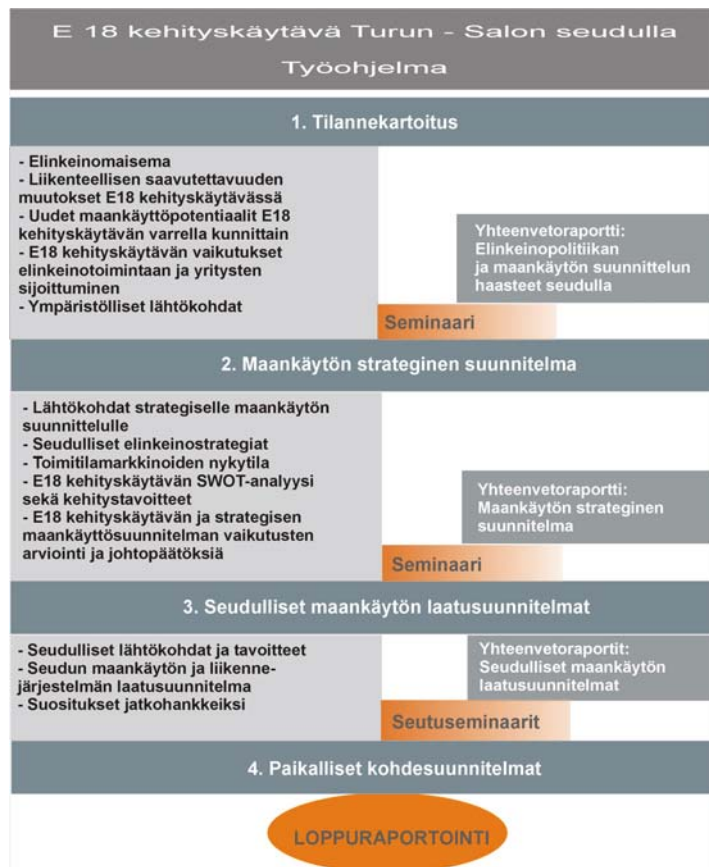 E 18 kehityskäytävä Turun - Salon seudulla
Työohjelma
1. Tilannekartoitus
- Elinkeinomaisema
- Liikenteellisen saavutettavuuden
muutokset E18 kehityskäytävässä
- Uudet maankäyttöpotentiaalit E18
kehityskäytävän varrella kunnittain
- E18 kehityskäytävän vaikutukset
elinkeinotoimintaan ja yritysten
sijoittuminen
- Ympäristölliset lähtökohdat
Yhteenvetoraportti:
Elinkeinopolitiikan
ja maankäytön suunnittelun
haasteet seudulla
Seminaari
2. Maankäytön strateginen suunnitelma
- Lähtökohdat strategiselle maankäytön
suunnittelulle
- Seudulliset elinkeinostrategiat
- Toimitilamarkkinoiden nykytila
- E18 kehityskäytävän SWOT-analyysi
sekä kehitystavoitteet
- E18 kehityskäytävän ja strategisen
maankäyttösuunnitelman vaikutusten
arviointi ja johtopäätöksiä
Yhteenvetoraportti:
Maankäytön strateginen
suunnitelma
Seminaari
3. Seudulliset maankäytön laatusuunnitelmat
- Seudulliset lähtökohdat ja tavoitteet
- Seudun maankäytön ja liikenne-
järjestelmän laatusuunnitelma
- Suositukset jatkohankkeiksi
Yhteenvetoraportit:
Seudulliset maankäytön
laatusuunnitelmat
Seutuseminaarit
4. Paikalliset kohdesuunnitelmat
LOPPURAPORTOINTI